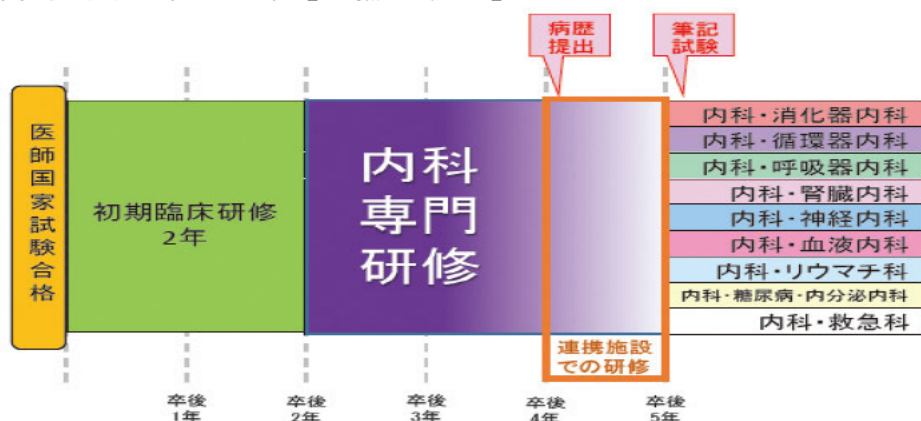 病歴
提出
筆記
試験
医師国家試験合格
初期臨床研修
2年
内科
専門
研修
内科・消化器内科
内科・循環器内科
内科・呼吸器内科
内科・腎臓内科
内科・神経内科
内科・血液内科
内科・リウマチ科
内科・糖尿病・内分泌内科
内科・救急科
連携施設
での研修
卒後
1年
卒後
2年
卒後
3年
卒後
4年
卒後
5年